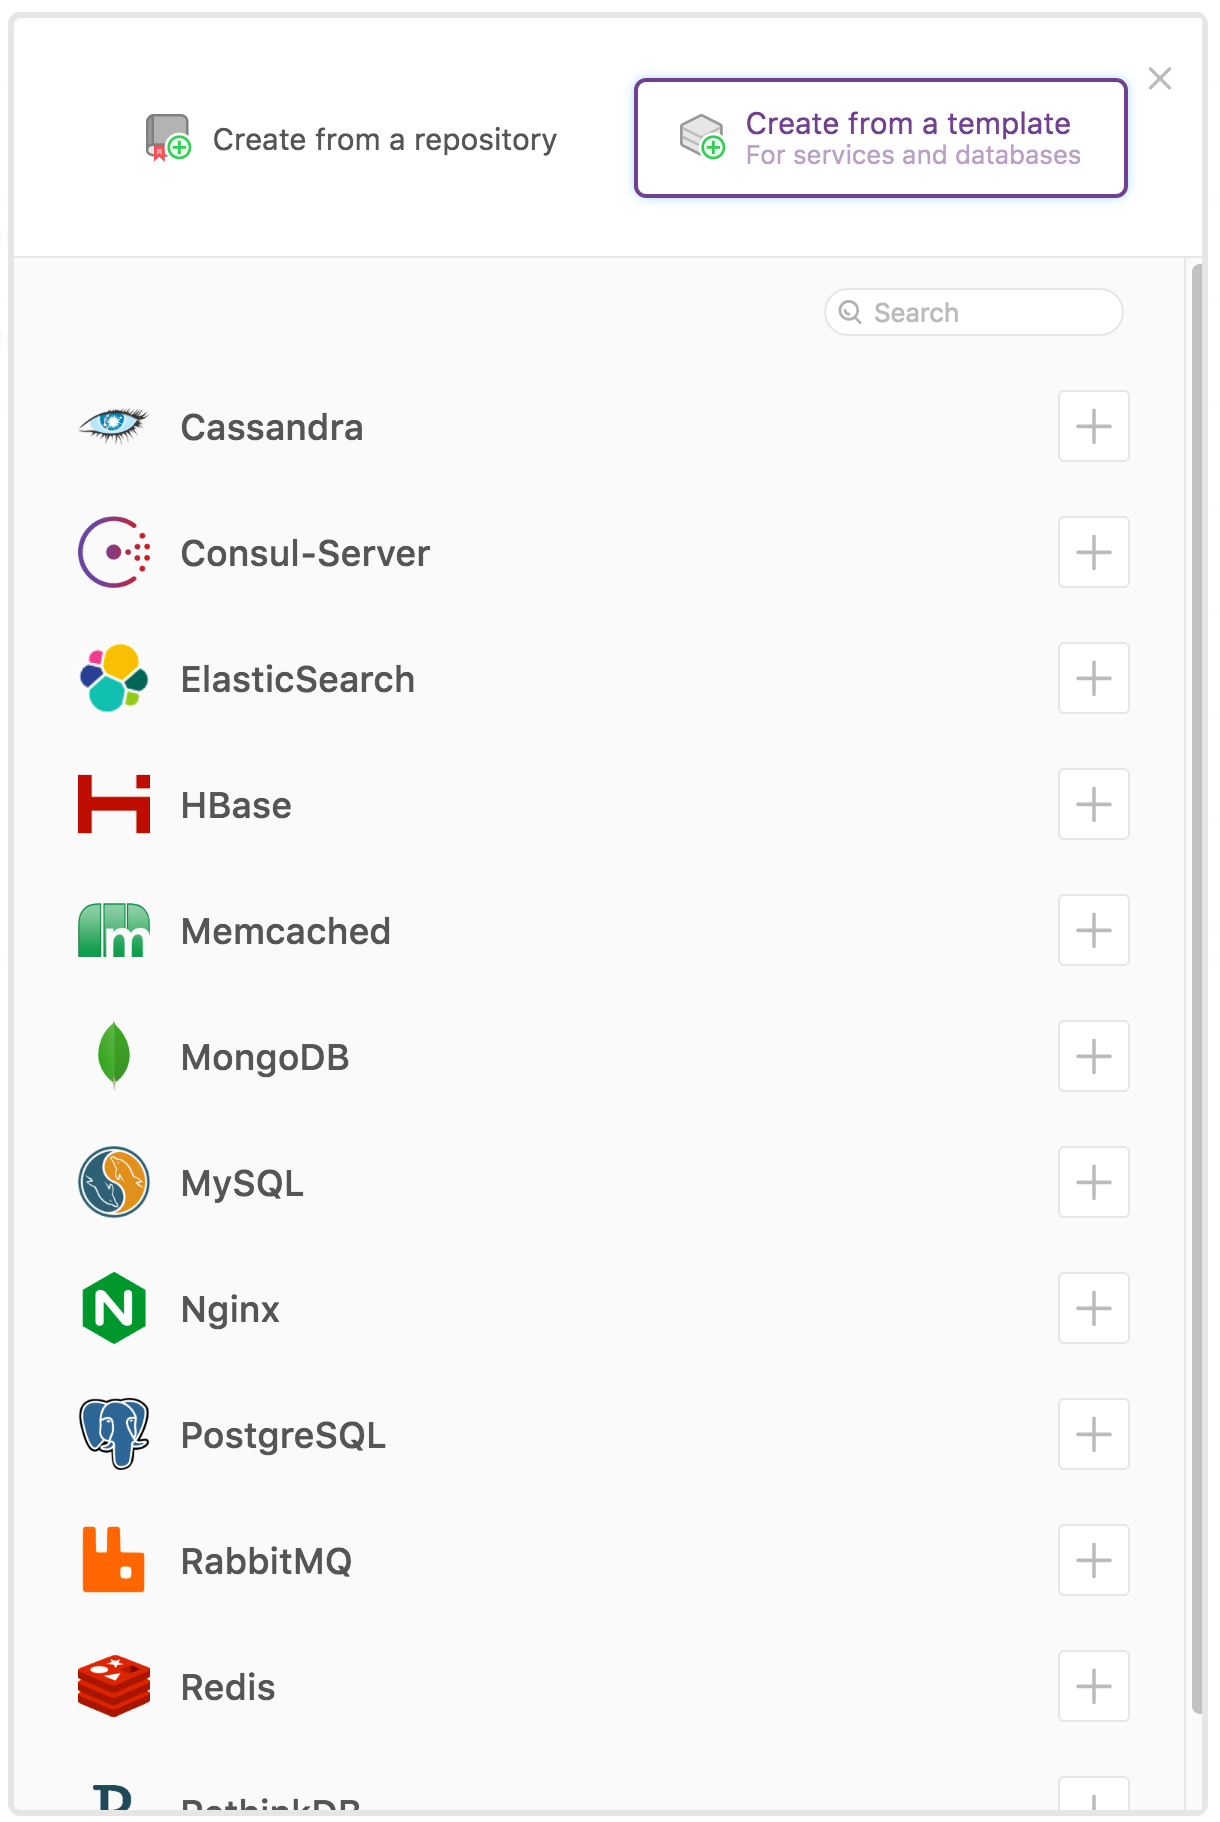 Create from a repository
Create from a template
For services and databases
Search
Cassandra
Consul-Server
ElasticSearch
HBase
Memcached
MongoDB
MySQL
Nginx
PostgreSQL
RabbitMQ
Redis
RethinkDB